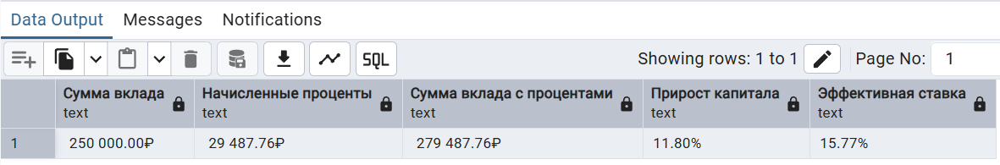 Data Output Messages Notifications
SQL Showing rows: 1 to 1 Page No: 1
Сумма вклада Начисленные проценты Сумма вклада с процентами Прирост капитала Эффективная ставка
text text text text text
1 250 000.00₽ 29 487.76₽ 279 487.76₽ 11.80% 15.77%